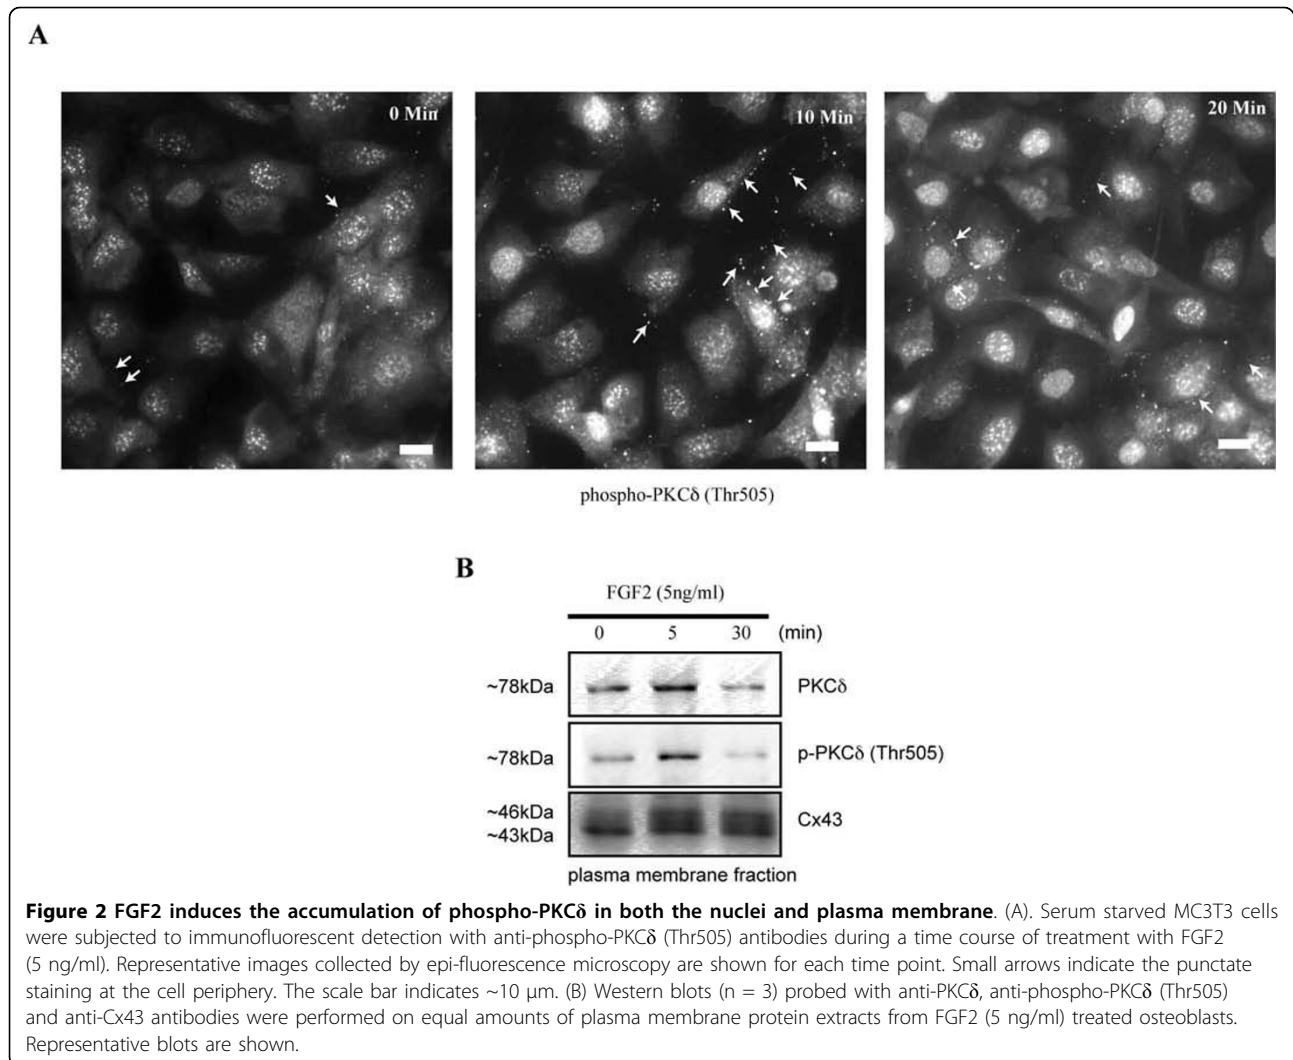 A
0 Min
10 Min
20 Min
phospho-PKCδ (Thr505)
B
FGF2 (5ng/ml)
0 5 30 (min)
~78kDa PKCδ
~78kDa p-PKCδ (Thr505)
~46kDa
~43kDa
Cx43
plasma membrane fraction
Figure 2 FGF2 induces the accumulation of phospho-PKCδ in both the nuclei and plasma membrane. (A). Serum starved MC3T3 cells
were subjected to immunofluorescent detection with anti-phospho-PKCδ (Thr505) antibodies during a time course of treatment with FGF2
(5 ng/ml). Representative images collected by epi-fluorescence microscopy are shown for each time point. Small arrows indicate the punctate
staining at the cell periphery. The scale bar indicates ~10 μm. (B) Western blots (n = 3) probed with anti-PKCδ, anti-phospho-PKCδ (Thr505)
and anti-Cx43 antibodies were performed on equal amounts of plasma membrane protein extracts from FGF2 (5 ng/ml) treated osteoblasts.
Representative blots are shown.